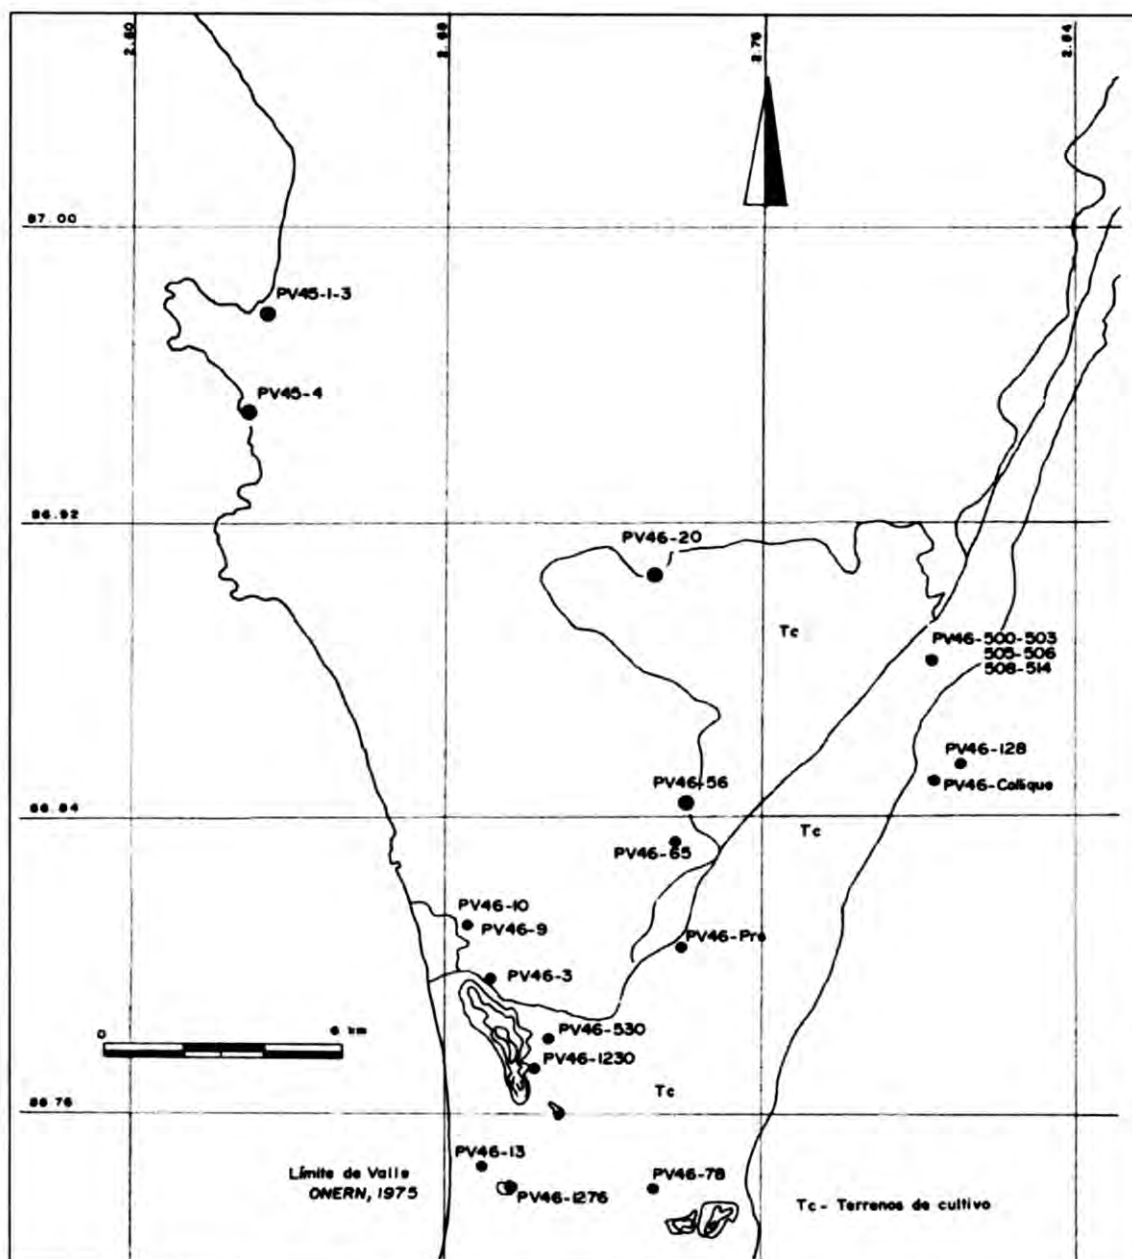 2.60
2.68
2.76
2.84
87.00
PV45-1-3
PV45-4
86.92
PV46-20
Tc
PV46-500-503
505-506
508-514
PV46-128
PV46-Collique
PV46-56
86.84
Tc
PV46-65
PV46-10
PV46-9
PV46-Pro
PV46-3
0
6 km
PV46-530
PV46-1230
Tc
86.76
PV46-13
Límite de Valle
ONERN, 1975
PV46-1276
PV46-78
Tc - Terrenos de cultivo